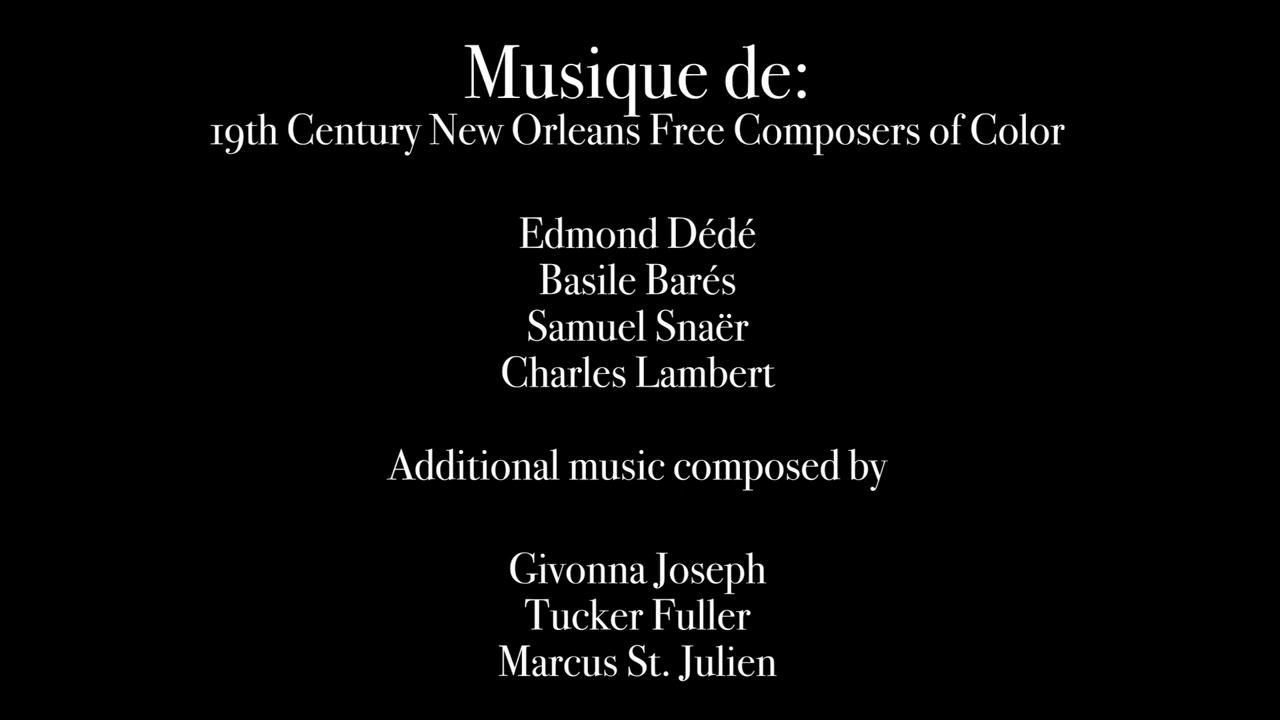 Musique de:
19th Century New Orleans Free Composers of Color
Edmond Dédé
Basile Barés
Samuel Snaër
Charles Lambert
Additional music composed by
Givonna Joseph
Tucker Fuller
Marcus St. Julien